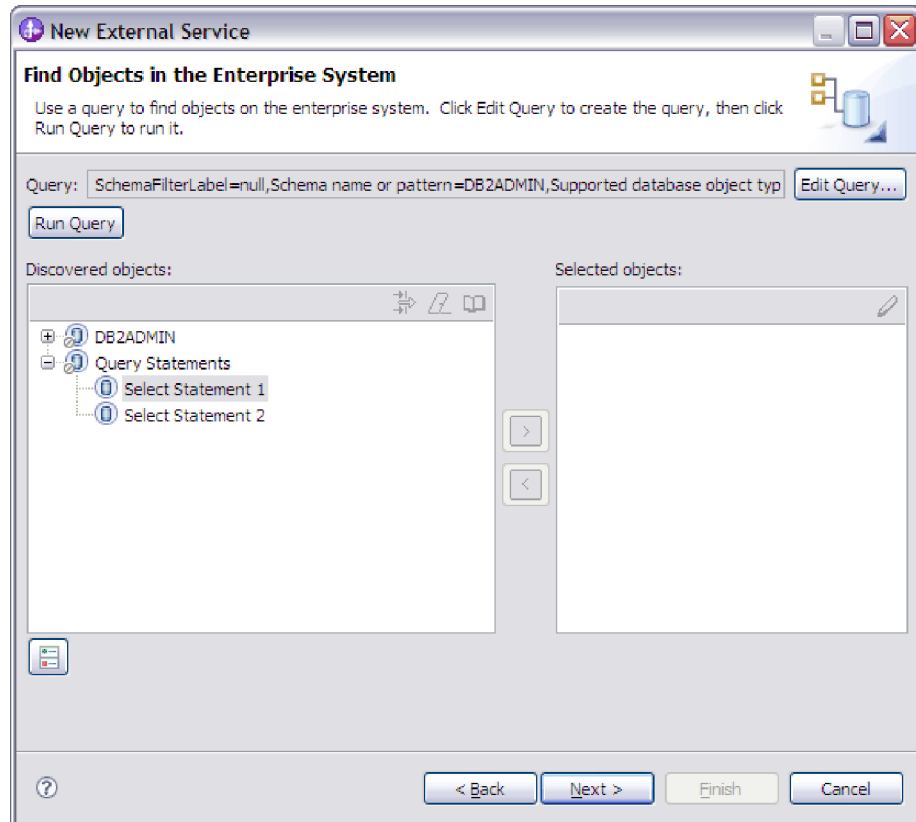 New External Service
Find Objects in the Enterprise System
Use a query to find objects on the enterprise system. Click Edit Query to create the query, then click
Run Query to run it.
Query: SchemaFilterLabel=null,Schema name or pattern=DB2ADMIN,Supported database object typ Edit Query...
Run Query
Discovered objects: Selected objects:
DB2ADMIN
Query Statements
Select Statement 1
Select Statement 2
>
<
? < Back Next > Finish Cancel